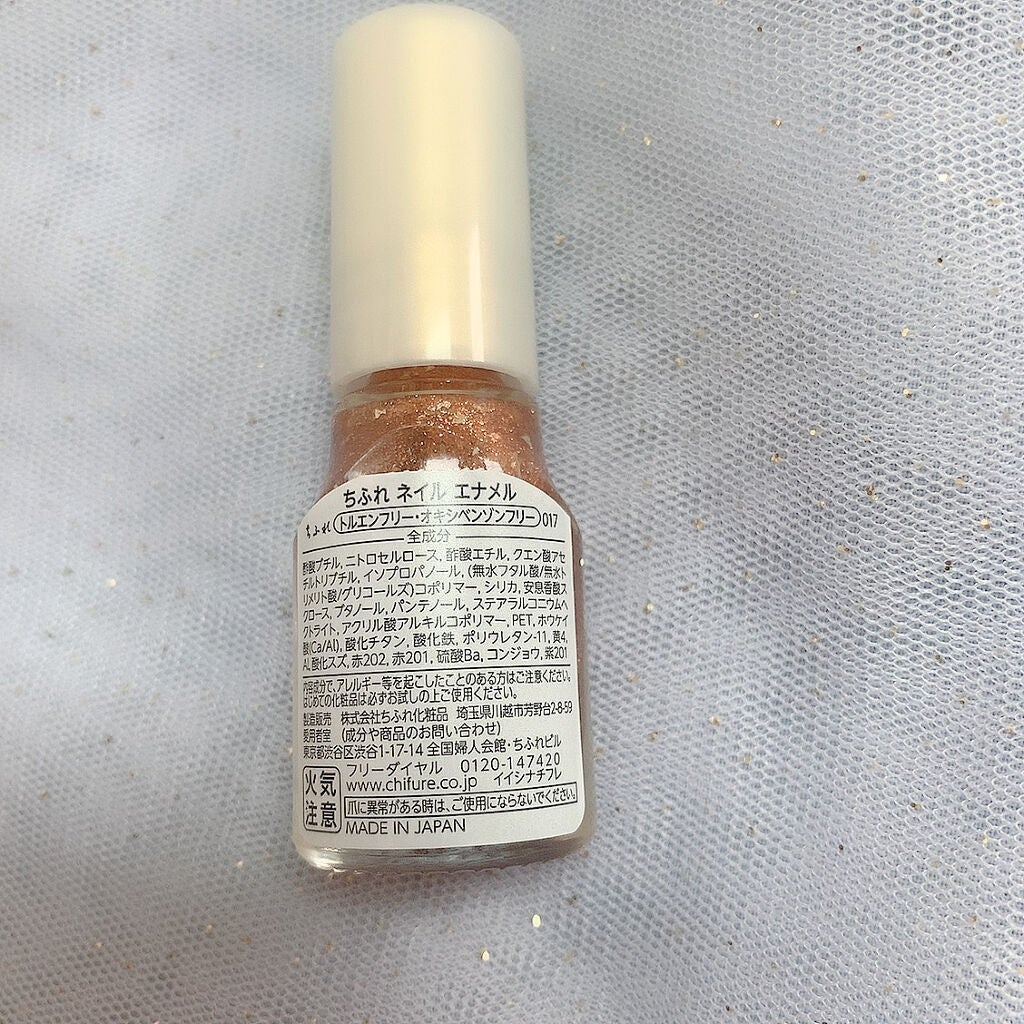 ちふれ ネイル エナメル
ちふれ トルエンフリー・オキシベンゾンフリー 017
全成分
酢酸ブチル, ニトロセルロース, 酢酸エチル, クエン酸アセ
チルトリブチル, イソプロパノール, (無水フタル酸/無水ト
リメリト酸/グリコールズ)コポリマー, シリカ, 安息香酸ス
クロース, ブタノール, パンテノール, ステアラルコニウムヘ
クトライト, アクリル酸アルキルコポリマー, PET, ホウケイ
酸(Ca/Al), 酸化チタン, 酸化鉄, ポリウレタン-11, 黄4,
Al, 酸化スズ, 赤202, 赤201, 硫酸Ba, コンジョウ, 紫201
内容成分で、アレルギー等を起こしたことのある方はご注意ください。
はじめての化粧品は必ずお試しの上ご使用ください。
製造販売 株式会社ちふれ化粧品 埼玉県川越市芳野台2-8-59
愛用者室 (成分や商品のお問い合わせ)
東京都渋谷区渋谷1-17-14 全国婦人会館・ちふれビル
フリーダイヤル 0120-147420
www.chifure.co.jp イイシナチフレ
火気
注意
爪に異常がある時は、ご使用にならないでください。
MADE IN JAPAN